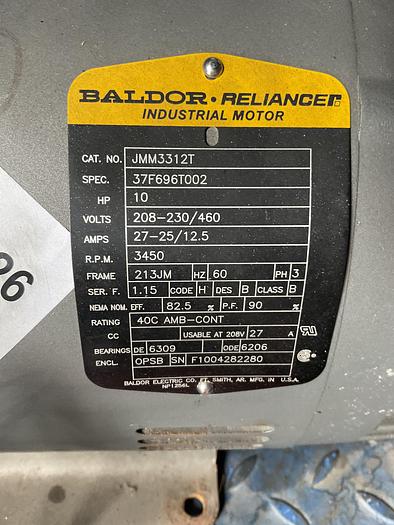 BALDOR • RELIANCE
INDUSTRIAL MOTOR
CAT. NO. JMM3312T
SPEC. 37F696T002
HP 10
VOLTS 208-230/460
AMPS 27-25/12.5
R.P.M. 3450
FRAME 213JM HZ 60 PH 3
SER. F. 1.15 CODE H DES B CLASS B
NEMA NOM. EFF. 82.5 % P.F. 90 %
RATING 40C AMB-CONT
CC USABLE AT 208V 27 A
BEARINGS DE 6309 ODE 6206
ENCL. OPSB SN F1004282280
BALDOR ELECTRIC CO. FT. SMITH, AR. MFG. IN U.S.A.
NP1256L
96